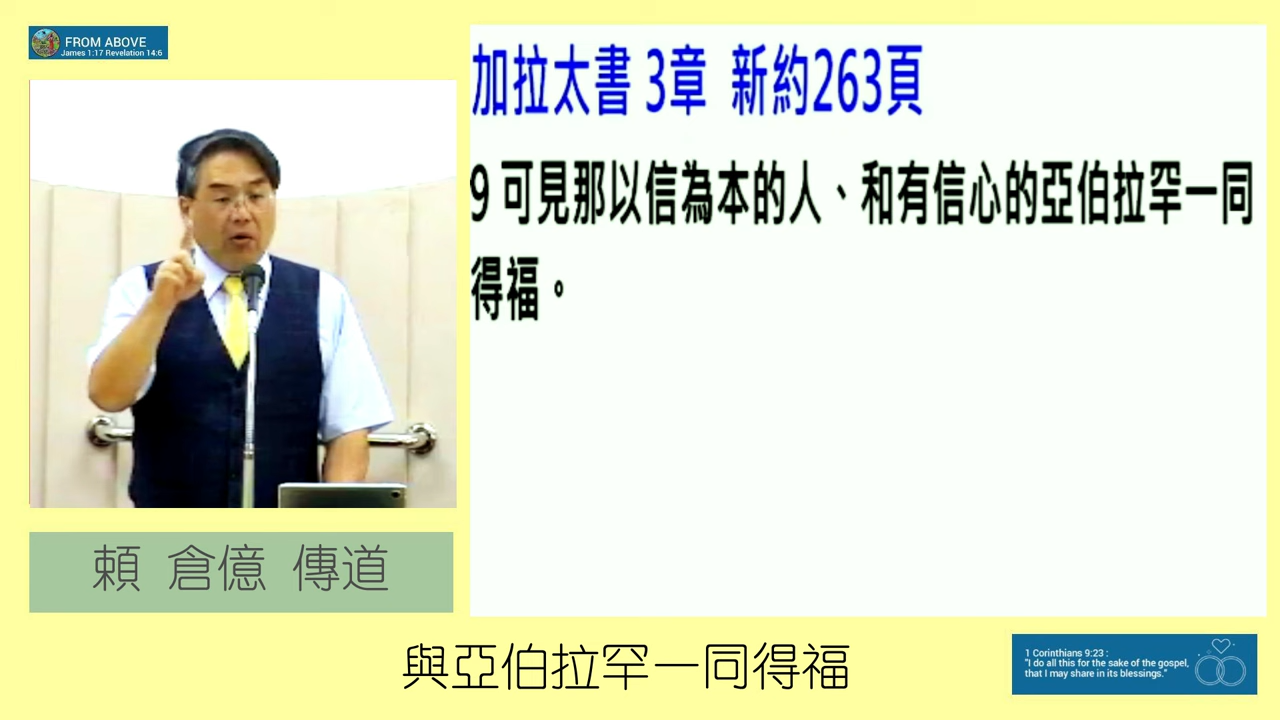 FROM ABOVE
James 1:17 Revelation 14:6
加拉太書 3章 新約263頁
9 可見那以信為本的人、和有信心的亞伯拉罕一同
得福。
賴 倉億 傳道
與亞伯拉罕一同得福
1 Corinthians 9:23 :
"I do all this for the sake of the gospel,
that I may share in its blessings."